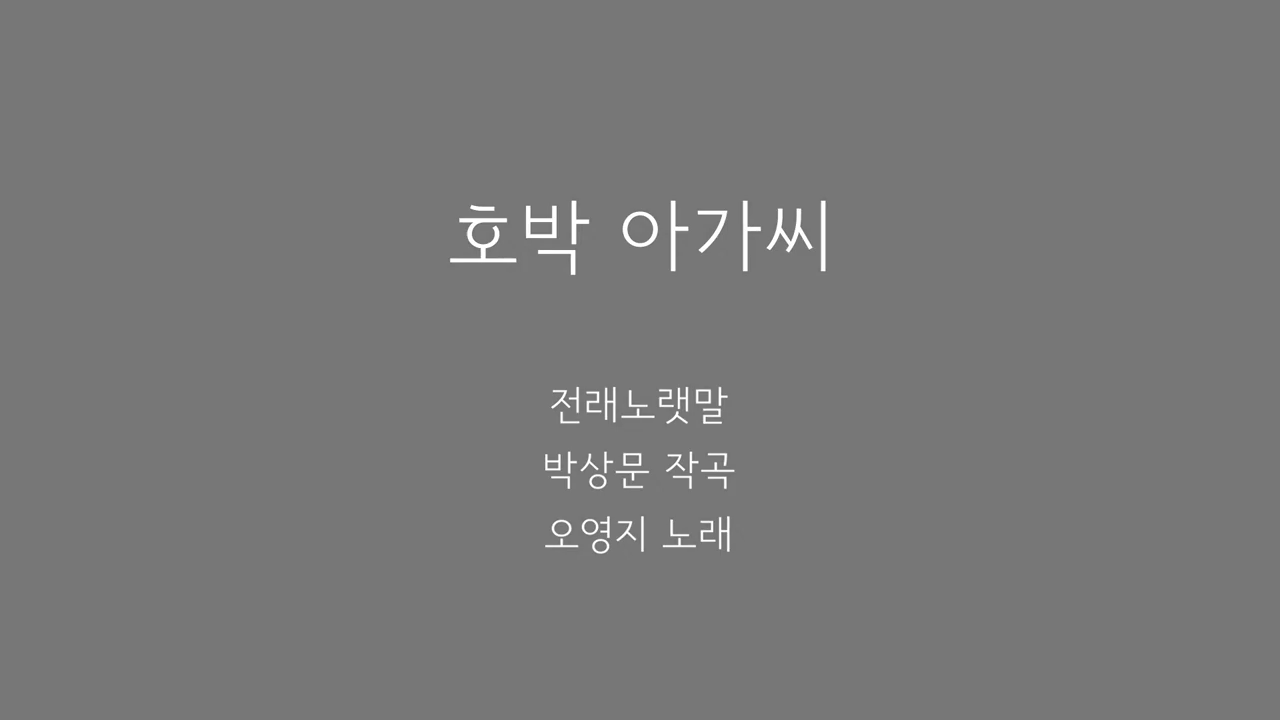 호박 아가씨
전래노랫말
박상문 작곡
오영지 노래